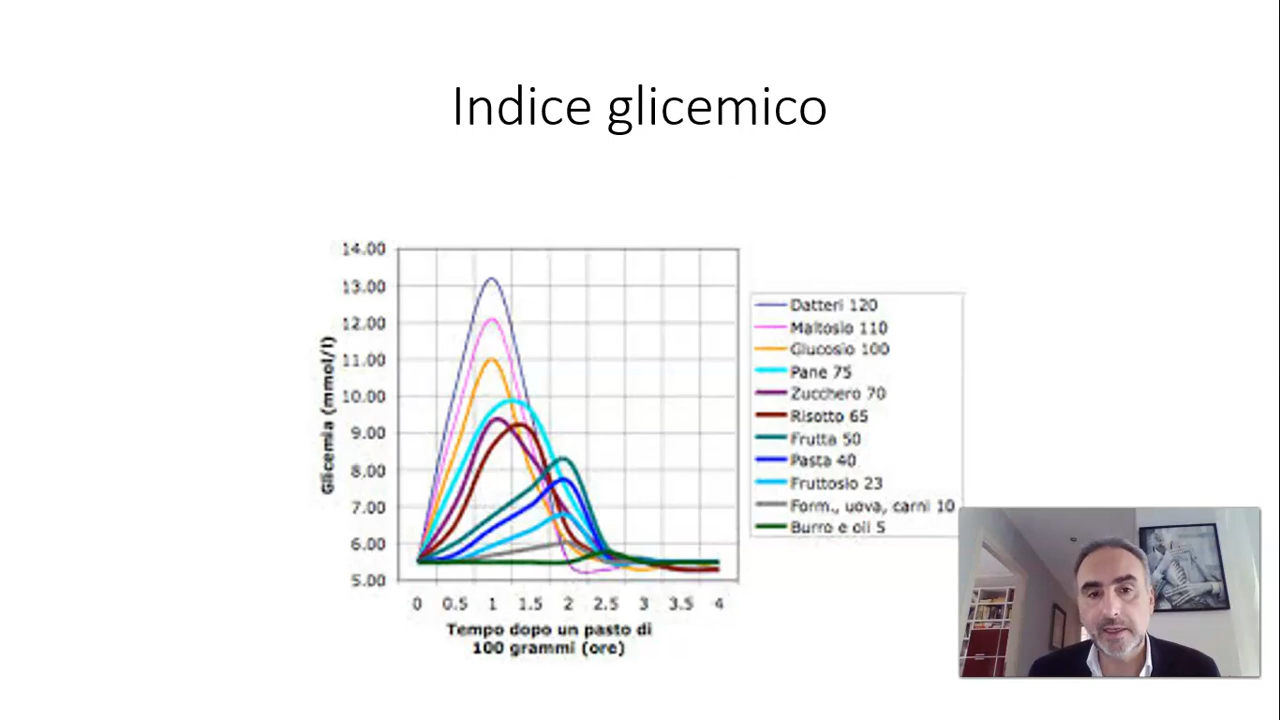 Indice glicemico
14.00
13.00
12.00
11.00
10.00
9.00
8.00
7.00
6.00
5.00
Glicemia (mmol/l)
0 0.5 1 1.5 2 2.5 3 3.5 4
Tempo dopo un pasto di
100 grammi (ore)
Datteri 120
Maltosio 110
Glucosio 100
Pane 75
Zucchero 70
Risotto 65
Frutta 50
Pasta 40
Fruttosio 23
Form., uova, carni 10
Burro e oli 5